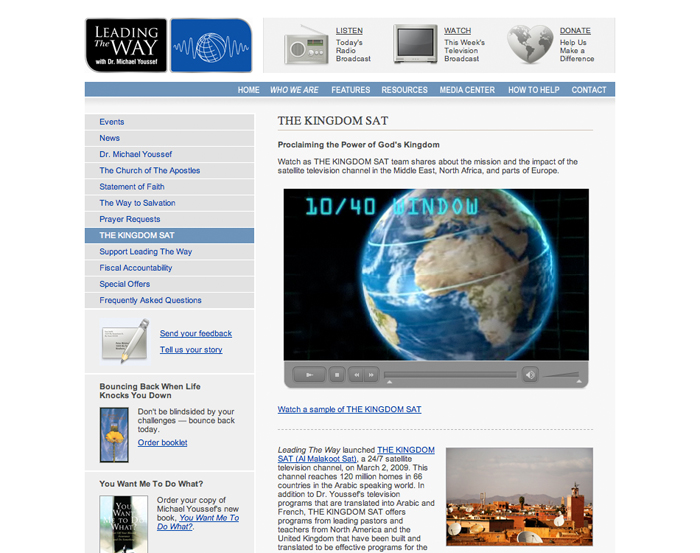 LEADING
The WAY
with Dr. Michael Youssef
LISTEN
Today's
Radio
Broadcast
WATCH
This Week's
Television
Broadcast
DONATE
Help Us
Make a
Difference
HOME WHO WE ARE FEATURES RESOURCES MEDIA CENTER HOW TO HELP CONTACT
Events
News
Dr. Michael Youssef
The Church of The Apostles
Statement of Faith
The Way to Salvation
Prayer Requests
THE KINGDOM SAT
Support Leading The Way
Fiscal Accountability
Special Offers
Frequently Asked Questions
Send your feedback
Tell us your story
Bouncing Back When Life
Knocks You Down
Don't be blindsided by your
challenges — bounce back
today.
Order booklet
You Want Me To Do What?
YOU
WANT
ME TO
DO
WHAT?
Order your copy of
Michael Youssef's new
book, You Want Me To
Do What?.
THE KINGDOM SAT
Proclaiming the Power of God's Kingdom
Watch as THE KINGDOM SAT team shares about the mission and the impact of the
satellite television channel in the Middle East, North Africa, and parts of Europe.
10/40 WINDOW
Watch a sample of THE KINGDOM SAT
Leading The Way launched THE KINGDOM
SAT (Al Malakoot Sat), a 24/7 satellite
television channel, on March 2, 2009. This
channel reaches 120 million homes in 66
countries in the Arabic speaking world. In
addition to Dr. Youssef's television
programs that are translated into Arabic and
French, THE KINGDOM SAT offers
programs from leading pastors and
teachers from North America and the
United Kingdom that have been built and
translated to be effective programs for the